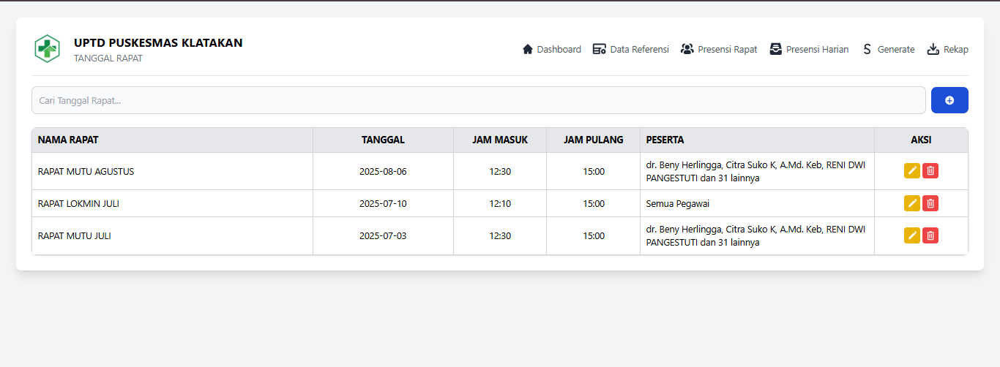 UPTD PUSKESMAS KLATAKAN
TANGGAL RAPAT
Dashboard Data Referensi Presensi Rapat Presensi Harian Generate Rekap
Cari Tanggal Rapat...
NAMA RAPAT TANGGAL JAM MASUK JAM PULANG PESERTA AKSI
RAPAT MUTU AGUSTUS 2025-08-06 12:30 15:00 dr. Beny Herlingga, Citra Suko K, A.Md. Keb, RENI DWI
PANGESTUTI dan 31 lainnya
RAPAT LOKMIN JULI 2025-07-10 12:10 15:00 Semua Pegawai
RAPAT MUTU JULI 2025-07-03 12:30 15:00 dr. Beny Herlingga, Citra Suko K, A.Md. Keb, RENI DWI
PANGESTUTI dan 31 lainnya